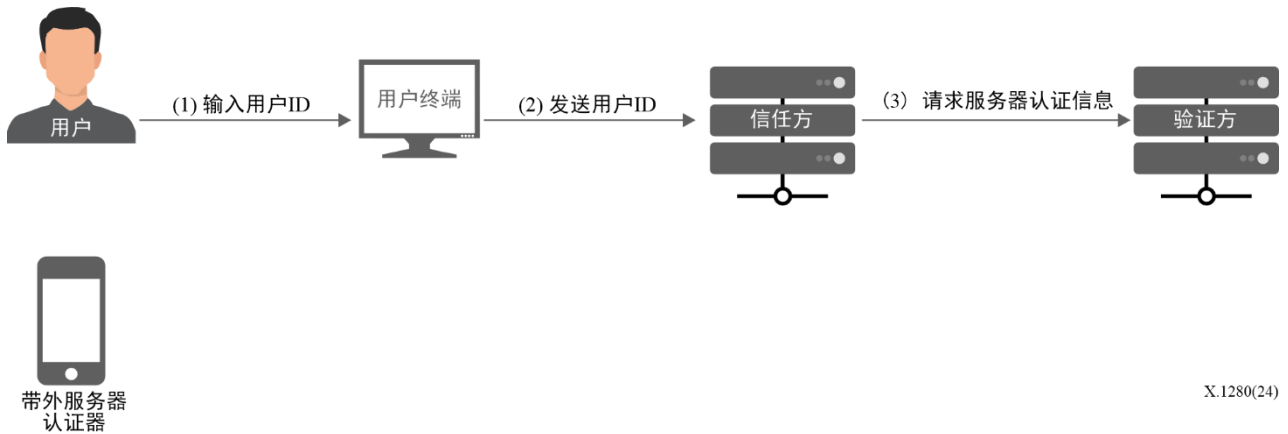 (1) 输入用户ID
用户终端
(2) 发送用户ID
(3) 请求服务器认证信息
用户
信任方
验证方
带外服务器
认证器
X.1280(24)